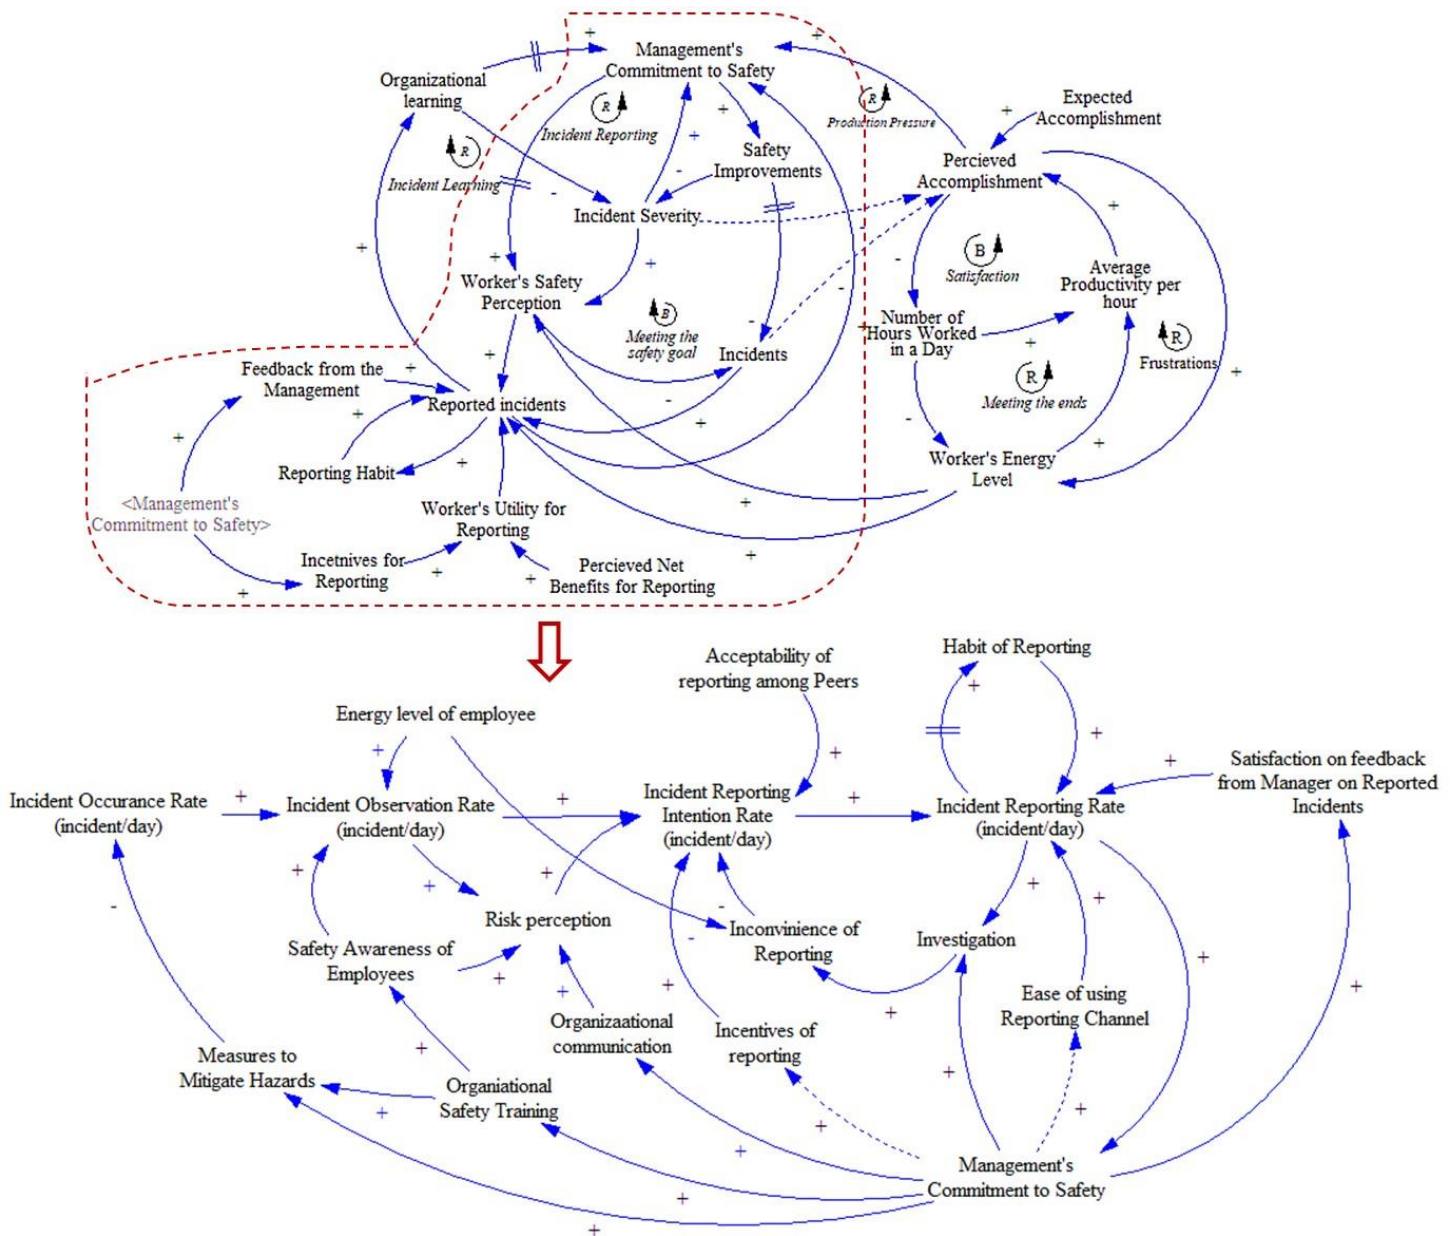 Management's
Commitment to Safety
Organizational
learning
R
Incident Reporting
R
Production Pressure
Expected
Accomplishment
R
Incident Learning
Safety
Improvements
Percieved
Accomplishment
Incident Severity
B
Satisfaction
Worker's Safety
Perception
Average
Productivity per
hour
B
Meeting the
safety goal
Number of
Hours Worked
in a Day
Incidents
R
Frustrations
Feedback from the
Management
R
Meeting the ends
Reported incidents
Reporting Habit
Worker's Energy
Level
<Management's
Commitment to Safety>
Worker's Utility for
Reporting
Incetnives for
Reporting
Percieved Net
Benefits for Reporting
Acceptability of
reporting among Peers
Habit of Reporting
Energy level of employee
Incident Occurance Rate
(incident/day)
Incident Observation Rate
(incident/day)
Incident Reporting
Intention Rate
(incident/day)
Incident Reporting Rate
(incident/day)
Satisfaction on feedback
from Manager on Reported
Incidents
Risk perception
Safety Awareness of
Employees
Inconvinience of
Reporting
Investigation
Ease of using
Reporting Channel
Organizaational
communication
Incentives of
reporting
Measures to
Mitigate Hazards
Organiational
Safety Training
Management's
Commitment to Safety